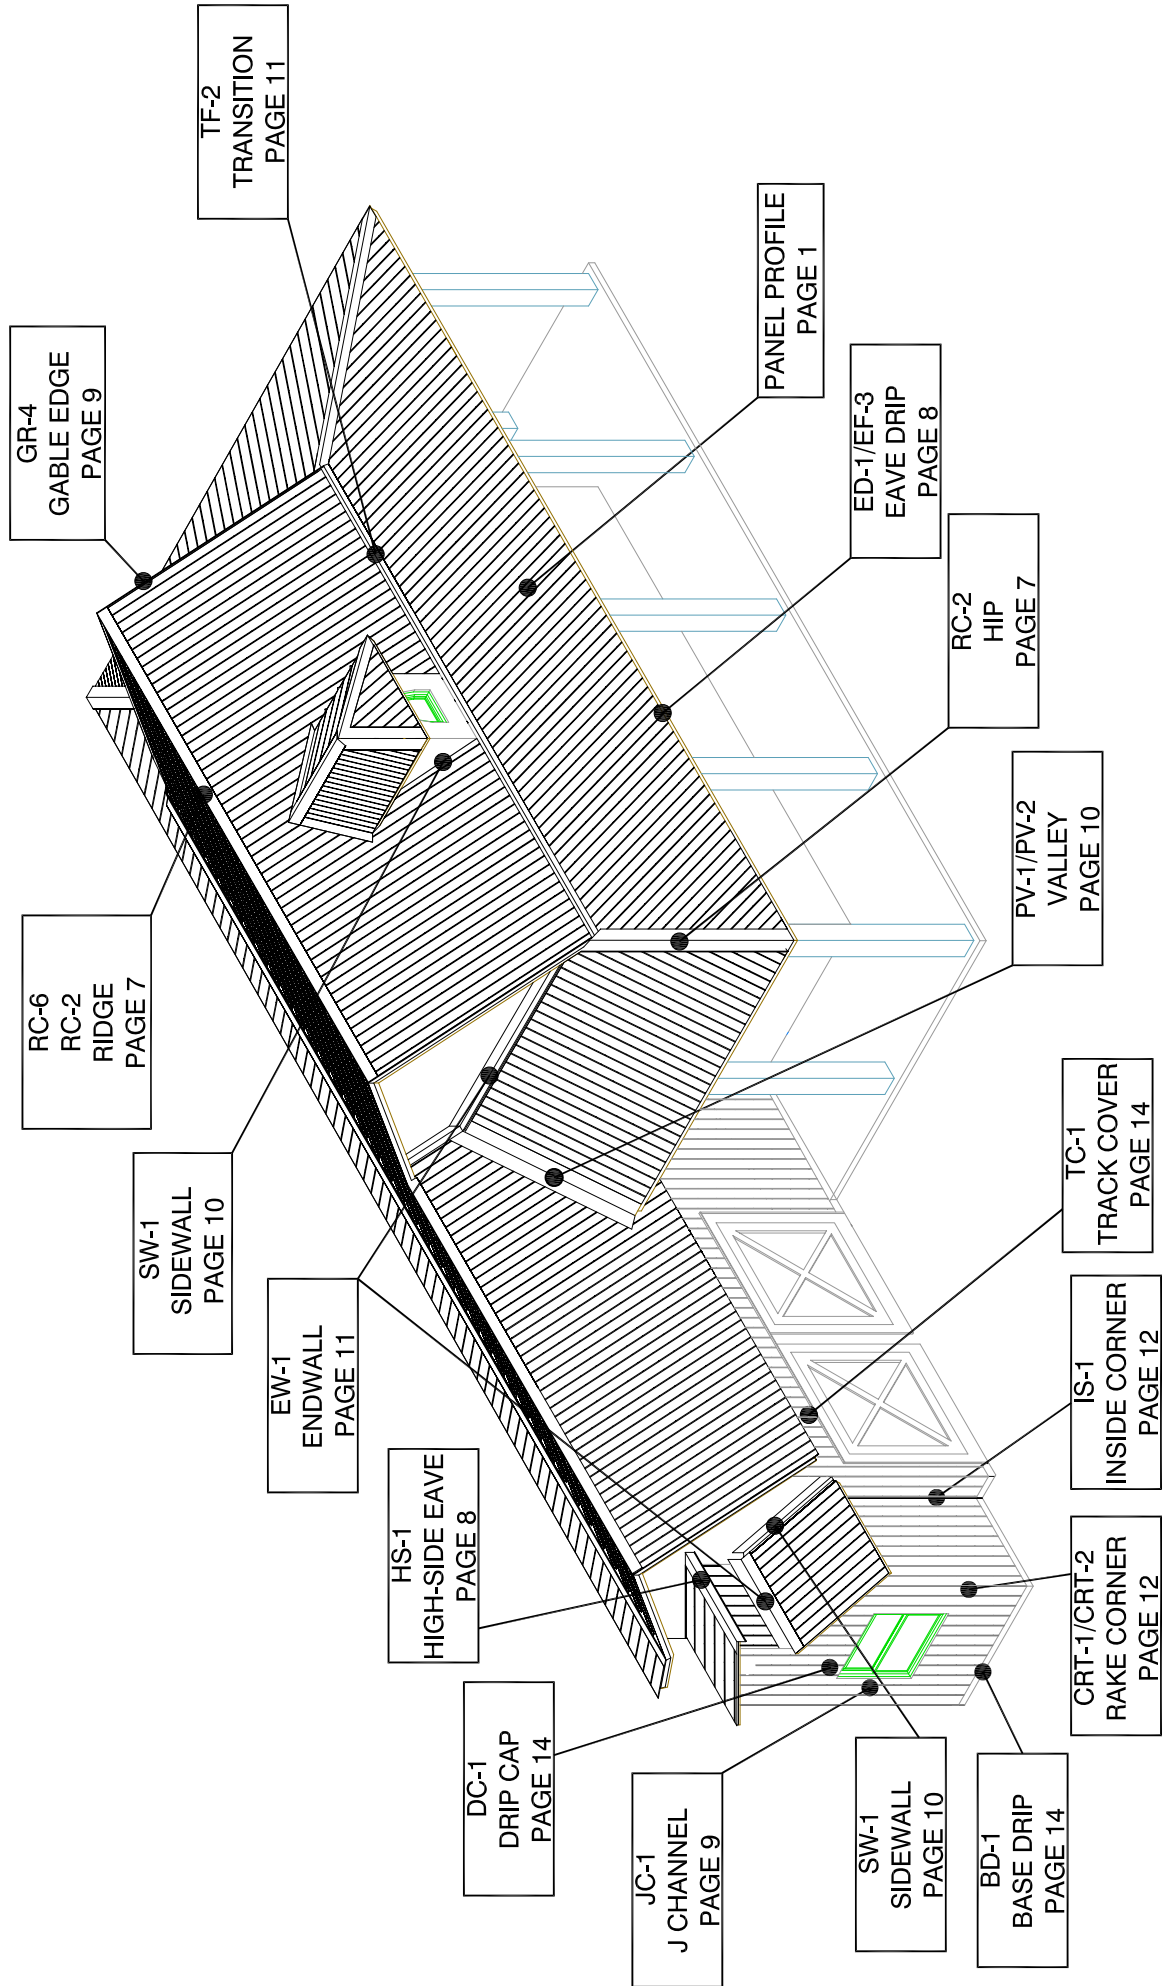 JC-1
J CHANNEL
PAGE 9
DC-1
DRIP CAP
PAGE 14
HS-1
HIGH-SIDE EAVE
PAGE 8
EW-1
ENDWALL
PAGE 11
SW-1
SIDEWALL
PAGE 10
RC-6
RC-2
RIDGE
PAGE 7
GR-4
GABLE EDGE
PAGE 9
TF-2
TRANSITION
PAGE 11
PANEL PROFILE
PAGE 1
ED-1/EF-3
EAVE DRIP
PAGE 8
RC-2
HIP
PAGE 7
PV-1/PV-2
VALLEY
PAGE 10
TC-1
TRACK COVER
PAGE 14
IS-1
INSIDE CORNER
PAGE 12
CRT-1/CRT-2
RAKE CORNER
PAGE 12
BD-1
BASE DRIP
PAGE 14
SW-1
SIDEWALL
PAGE 10